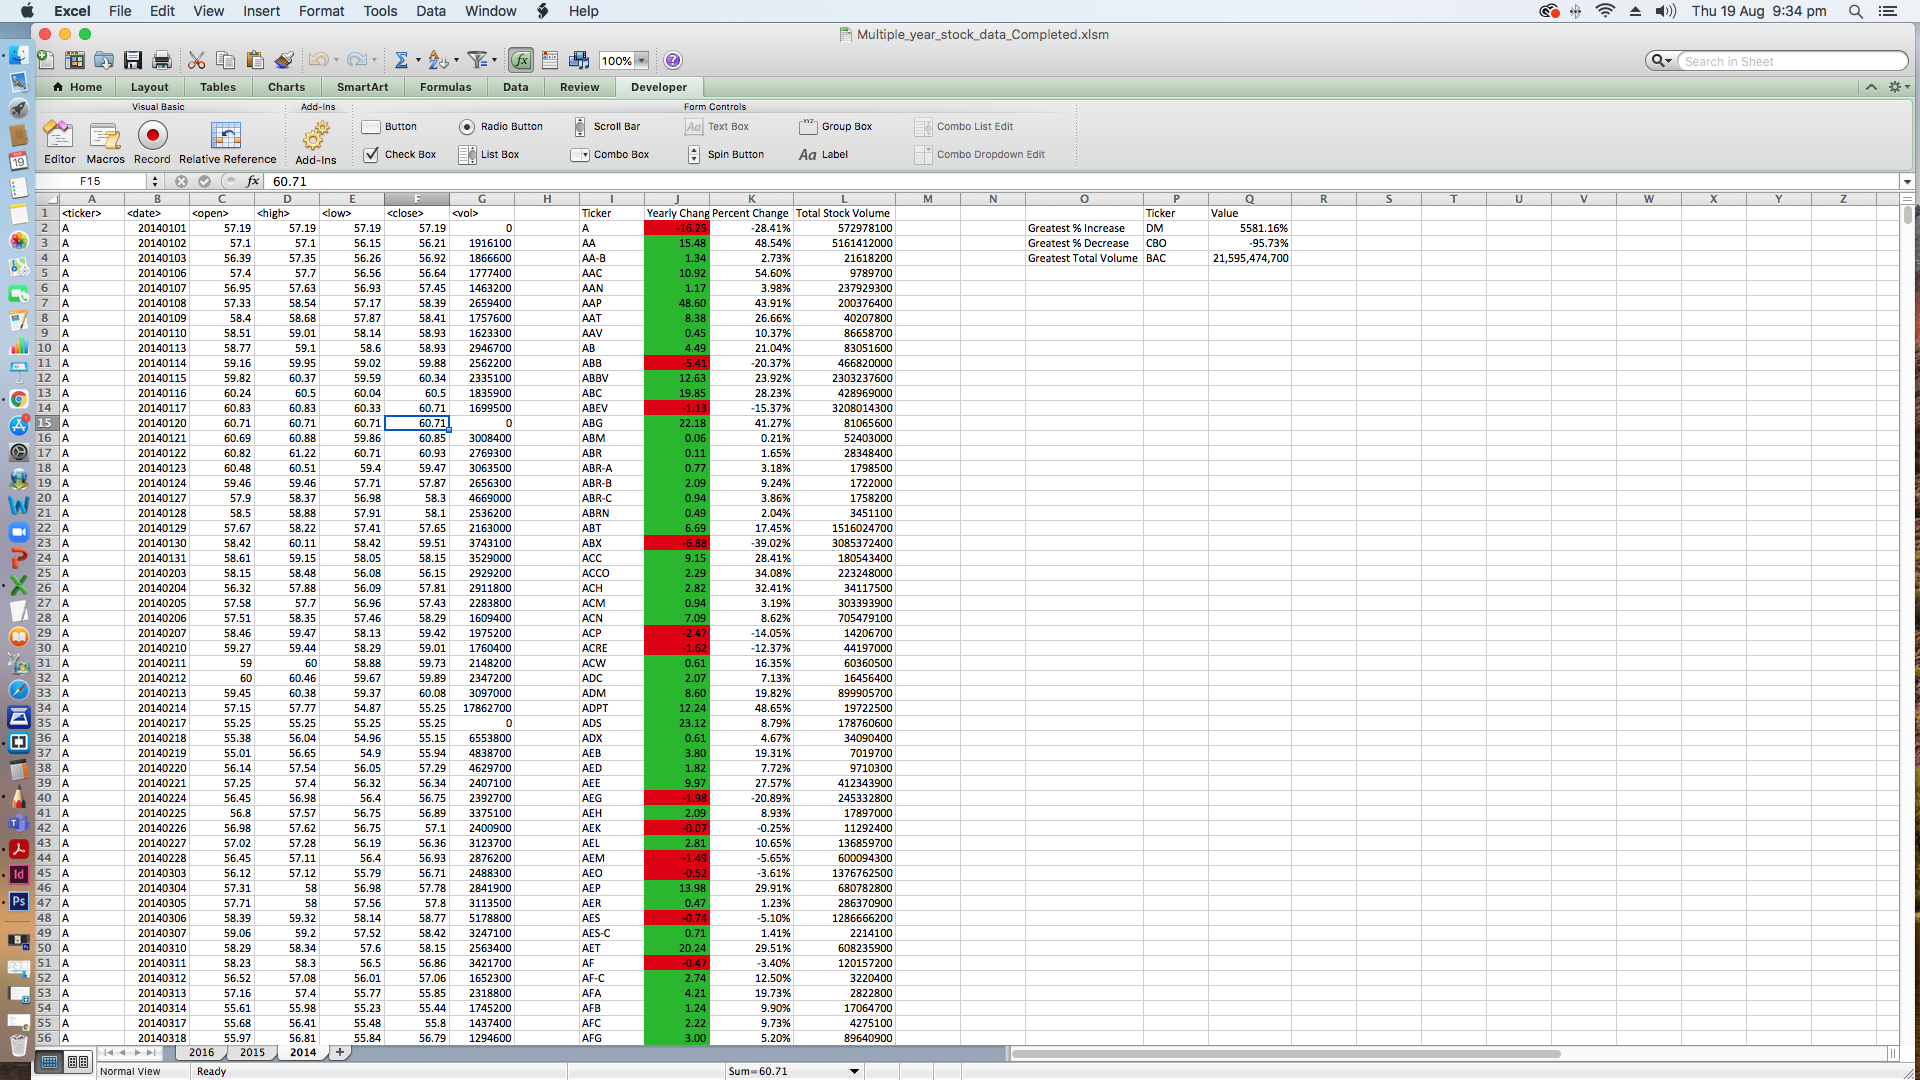 Excel File Edit View Insert Format Tools Data Window Help Thu 19 Aug 9:34 pm
Multiple_year_stock_data_Completed.xlsm
100% Search in Sheet
Home Layout Tables Charts SmartArt Formulas Data Review Developer
Visual Basic Add-Ins Form Controls
Button Radio Button Scroll Bar Text Box Group Box Combo List Edit
Check Box List Box Combo Box Spin Button Label Combo Dropdown Edit
Editor Macros Record Relative Reference Add-Ins
F15 fx 60.71
A B C D E F G H I J K L M N O P Q R S T U V W X Y Z
1 <ticker> <date> <open> <high> <low> <close> <vol> Ticker Yearly Chang Percent Change Total Stock Volume Ticker Value
2 A 20140101 57.19 57.19 57.19 57.19 0 A -16.25 -28.41% 572978100 Greatest % Increase DM 5581.16%
3 A 20140102 57.1 57.1 56.15 56.21 1916100 AA 15.48 48.54% 5161412000 Greatest % Decrease CBO -95.73%
4 A 20140103 56.39 57.35 56.26 56.92 1866600 AA-B 1.34 2.73% 21618200 Greatest Total Volume BAC 21,595,474,700
5 A 20140106 57.4 57.7 56.56 56.64 1777400 AAC 10.92 54.60% 9789700
6 A 20140107 56.95 57.63 56.93 57.45 1463200 AAN 1.17 3.98% 237929300
7 A 20140108 57.33 58.54 57.17 58.39 2659400 AAP 48.60 43.91% 200376400
8 A 20140109 58.4 58.68 57.87 58.41 1757600 AAT 8.38 26.66% 40207800
9 A 20140110 58.51 59.01 58.14 58.93 1623300 AAV 0.45 10.37% 86658700
10 A 20140113 58.77 59.1 58.6 58.93 2946700 AB 4.49 21.04% 83051600
11 A 20140114 59.16 59.95 59.02 59.88 2562200 ABB -5.41 -20.37% 466820000
12 A 20140115 59.82 60.37 59.59 60.34 2335100 ABBV 12.63 23.92% 2303237600
13 A 20140116 60.24 60.5 60.04 60.5 1835900 ABC 19.85 28.23% 428969000
14 A 20140117 60.83 60.83 60.33 60.71 1699500 ABEV -1.13 -15.37% 3208014300
15 A 20140120 60.71 60.71 60.71 60.71 0 ABG 22.18 41.27% 81065600
16 A 20140121 60.69 60.88 59.86 60.85 3008400 ABM 0.06 0.21% 52403000
17 A 20140122 60.82 61.22 60.71 60.93 2769300 ABR 0.11 1.65% 28348400
18 A 20140123 60.48 60.51 59.4 59.47 3063500 ABR-A 0.77 3.18% 1798500
19 A 20140124 59.46 59.46 57.71 57.87 2656300 ABR-B 2.09 9.24% 1722000
20 A 20140127 57.9 58.37 56.98 58.3 4669000 ABR-C 0.94 3.86% 1758200
21 A 20140128 58.5 58.88 57.91 58.1 2536200 ABRN 0.49 2.04% 3451100
22 A 20140129 57.67 58.22 57.41 57.65 2163000 ABT 6.69 17.45% 1516024700
23 A 20140130 58.42 60.11 58.42 59.51 3743100 ABX -6.88 -39.02% 3085372400
24 A 20140131 58.61 59.15 58.05 58.15 3529000 ACC 9.15 28.41% 180543400
25 A 20140203 58.15 58.48 56.08 56.15 2929200 ACCO 2.29 34.08% 223248000
26 A 20140204 56.32 57.88 56.09 57.81 2911800 ACH 2.82 32.41% 34117500
27 A 20140205 57.58 57.7 56.96 57.43 2283800 ACM 0.94 3.19% 303393900
28 A 20140206 57.51 58.35 57.46 58.29 1609400 ACN 7.09 8.62% 705479100
29 A 20140207 58.46 59.47 58.13 59.42 1975200 ACP -2.47 -14.05% 14206700
30 A 20140210 59.27 59.44 58.29 59.01 1760400 ACRE -1.62 -12.37% 44197000
31 A 20140211 59 60 58.88 59.73 2148200 ACW 0.61 16.35% 60360500
32 A 20140212 60 60.46 59.67 59.89 2347200 ADC 2.07 7.13% 16456400
33 A 20140213 59.45 60.38 59.37 60.08 3097000 ADM 8.60 19.82% 899905700
34 A 20140214 57.15 57.77 54.87 55.25 17862700 ADPT 12.24 48.65% 19722500
35 A 20140217 55.25 55.25 55.25 55.25 0 ADS 23.12 8.79% 178760600
36 A 20140218 55.38 56.04 54.96 55.15 6553800 ADX 0.61 4.67% 34090400
37 A 20140219 55.01 56.65 54.9 55.94 4838700 AEB 3.80 19.31% 7019700
38 A 20140220 56.14 57.54 56.05 57.29 4629700 AED 1.82 7.72% 9710300
39 A 20140221 57.25 57.4 56.32 56.34 2407100 AEE 9.97 27.57% 412343900
40 A 20140224 56.45 56.98 56.4 56.75 2392700 AEG -1.98 -20.89% 245332800
41 A 20140225 56.8 57.57 56.75 56.89 3375100 AEH 2.09 8.93% 17897000
42 A 20140226 56.98 57.62 56.75 57.1 2400900 AEK -0.07 -0.25% 11292400
43 A 20140227 57.02 57.28 56.19 56.36 3123700 AEL 2.81 10.65% 136859700
44 A 20140228 56.45 57.11 56.4 56.93 2876200 AEM -1.49 -5.65% 600094300
45 A 20140303 56.12 57.12 55.79 56.71 2488300 AEO -0.52 -3.61% 1376762500
46 A 20140304 57.31 58 56.98 57.78 2841900 AEP 13.98 29.91% 680782800
47 A 20140305 57.71 58 57.56 57.8 3113500 AER 0.47 1.23% 286370900
48 A 20140306 58.39 59.32 58.14 58.77 5178800 AES -0.74 -5.10% 1286666200
49 A 20140307 59.06 59.2 57.52 58.42 3247100 AES-C 0.71 1.41% 2214100
50 A 20140310 58.29 58.34 57.6 58.15 2563400 AET 20.24 29.51% 608235900
51 A 20140311 58.23 58.3 56.5 56.86 3421700 AF -0.47 -3.40% 120157200
52 A 20140312 56.52 57.08 56.01 57.06 1652300 AF-C 2.74 12.50% 3220400
53 A 20140313 57.16 57.4 55.77 55.85 2318800 AFA 4.21 19.73% 2822800
54 A 20140314 55.61 55.98 55.23 55.44 1745200 AFB 1.24 9.90% 17064700
55 A 20140317 55.68 56.41 55.48 55.8 1437400 AFC 2.22 9.73% 4275100
56 A 20140318 55.97 56.81 55.84 56.79 1294600 AFG 3.00 5.20% 89640900
2016 2015 2014
Normal View Ready Sum=60.71